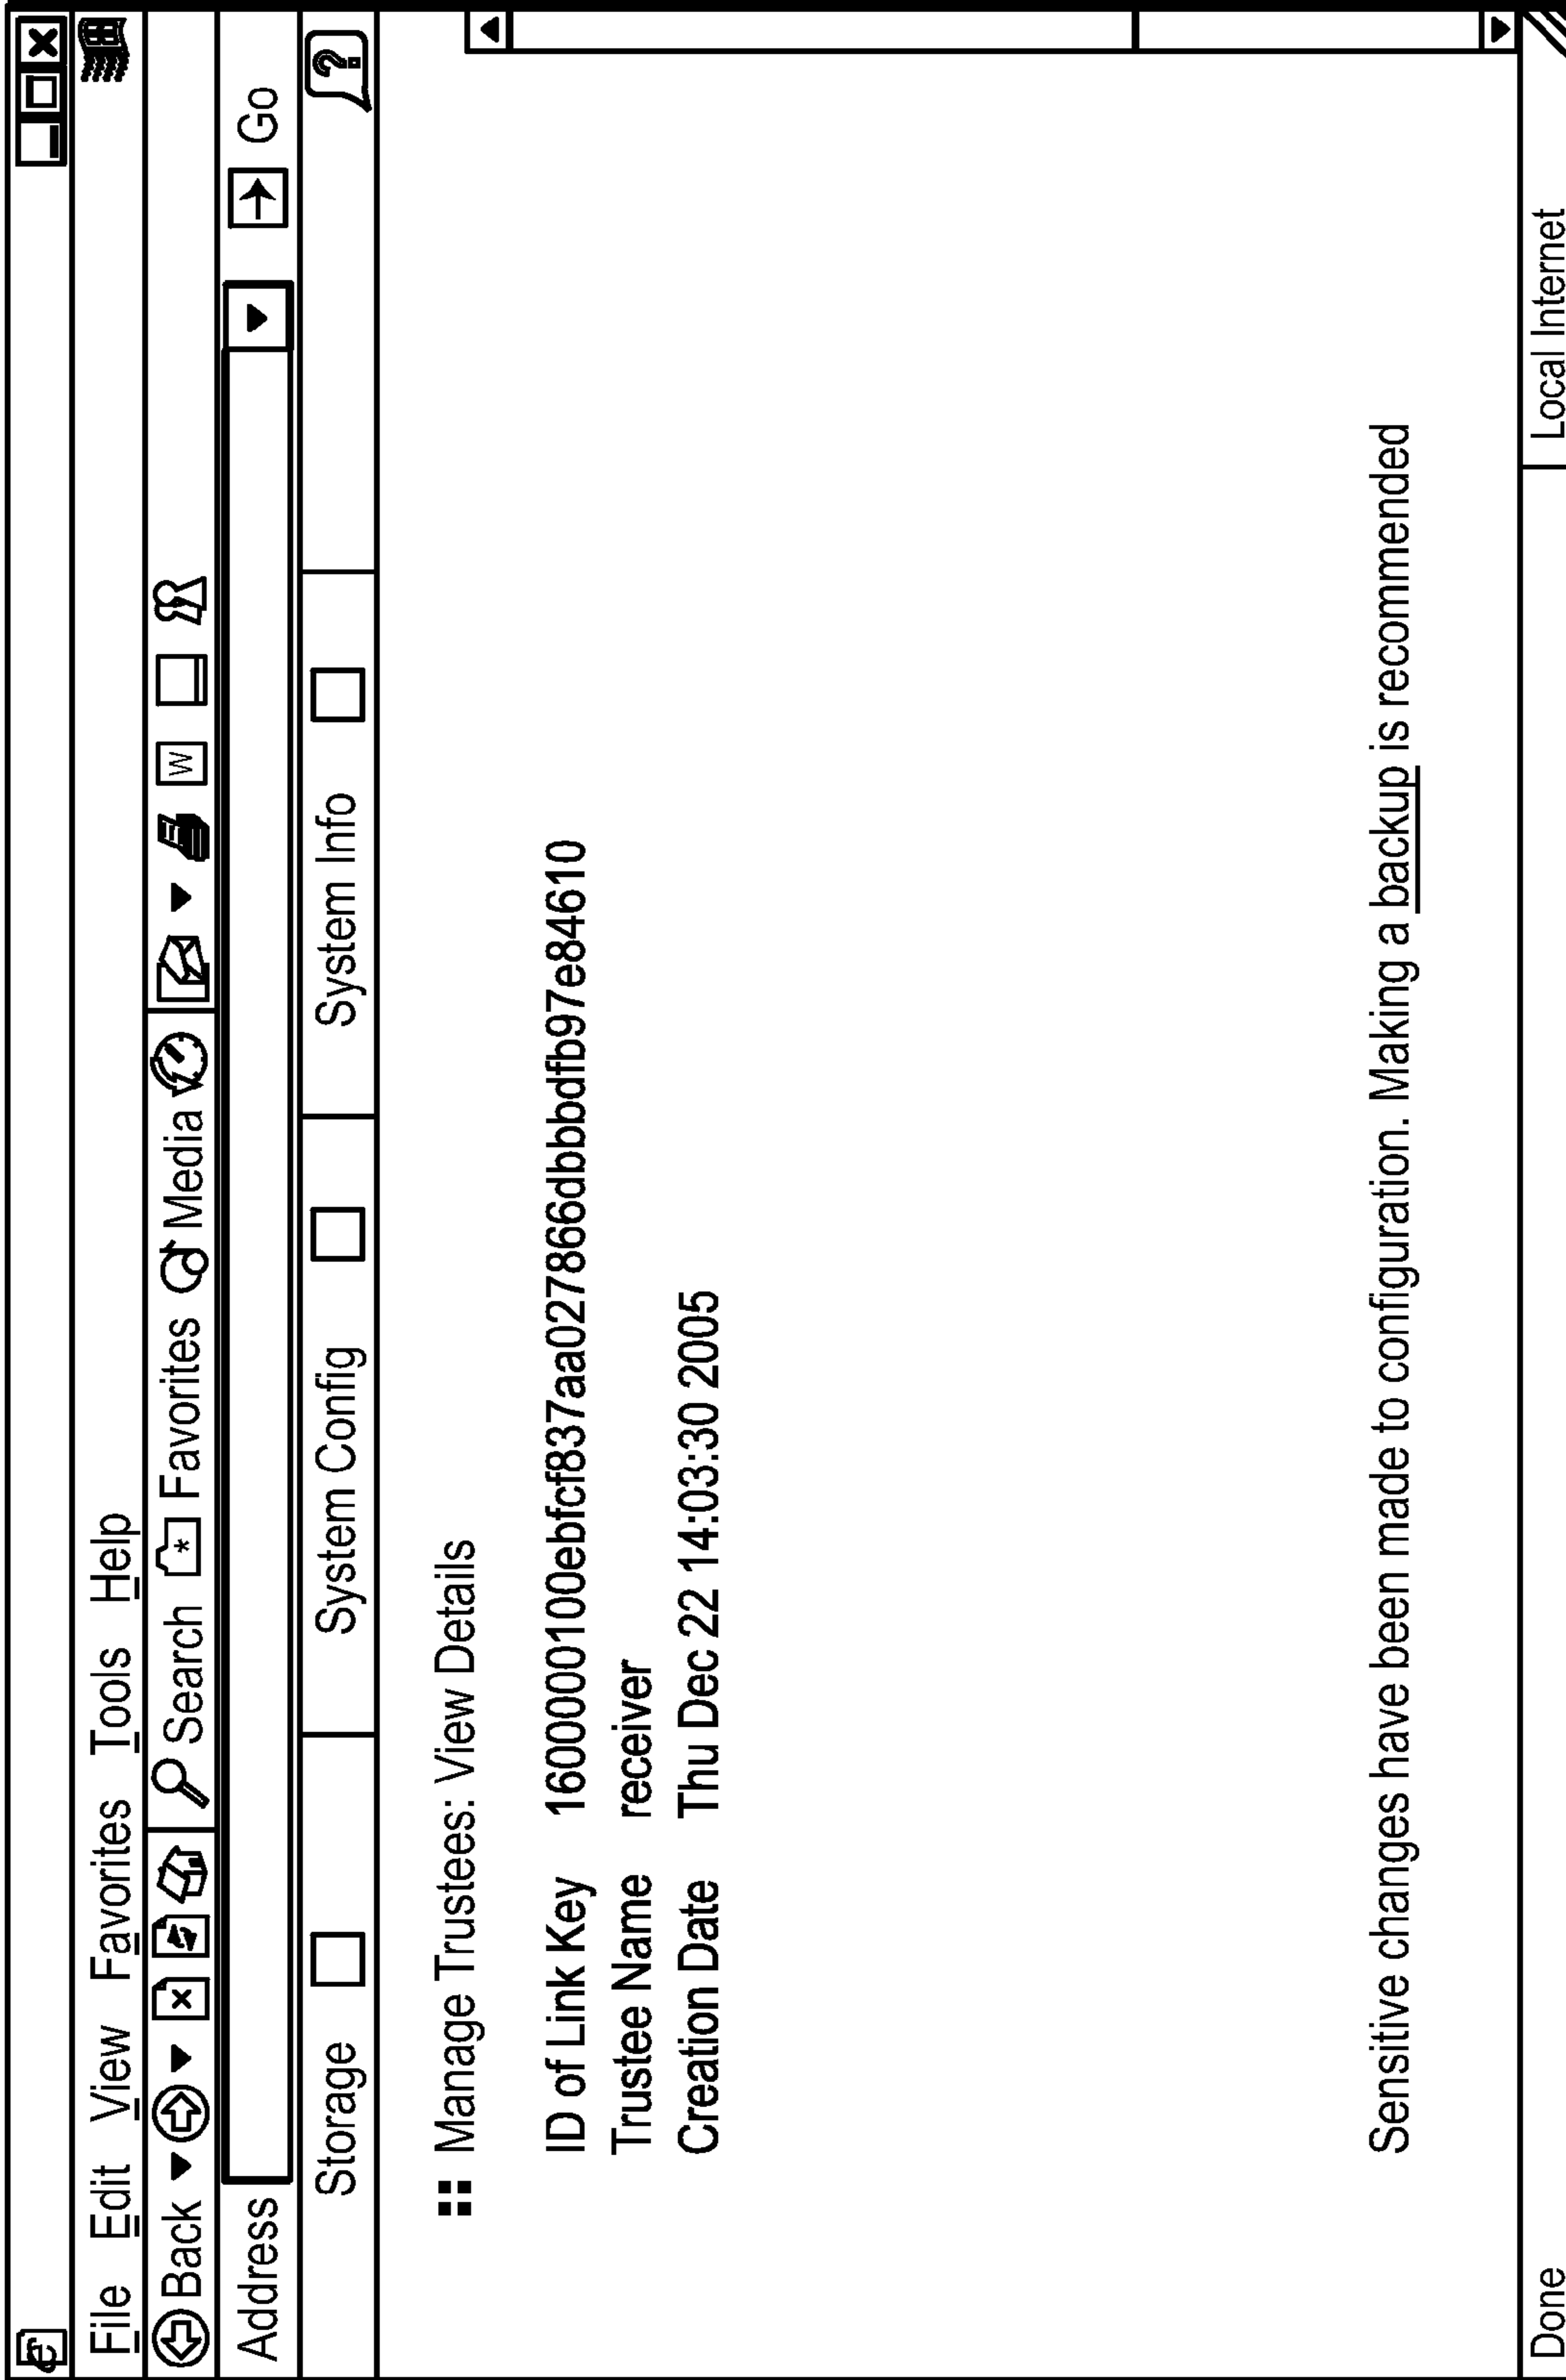 File Edit View Favorites Tools Help
Back Search Favorites Media W
Address Go
Storage System Config System Info ?
Manage Trustees: View Details
ID of Link Key 16000000100ebfcf837aa027866dbbbdfb97e84610
Trustee Name receiver
Creation Date Thu Dec 22 14:03:30 2005
Sensitive changes have been made to configuration. Making a backup is recommended
Done Local Internet